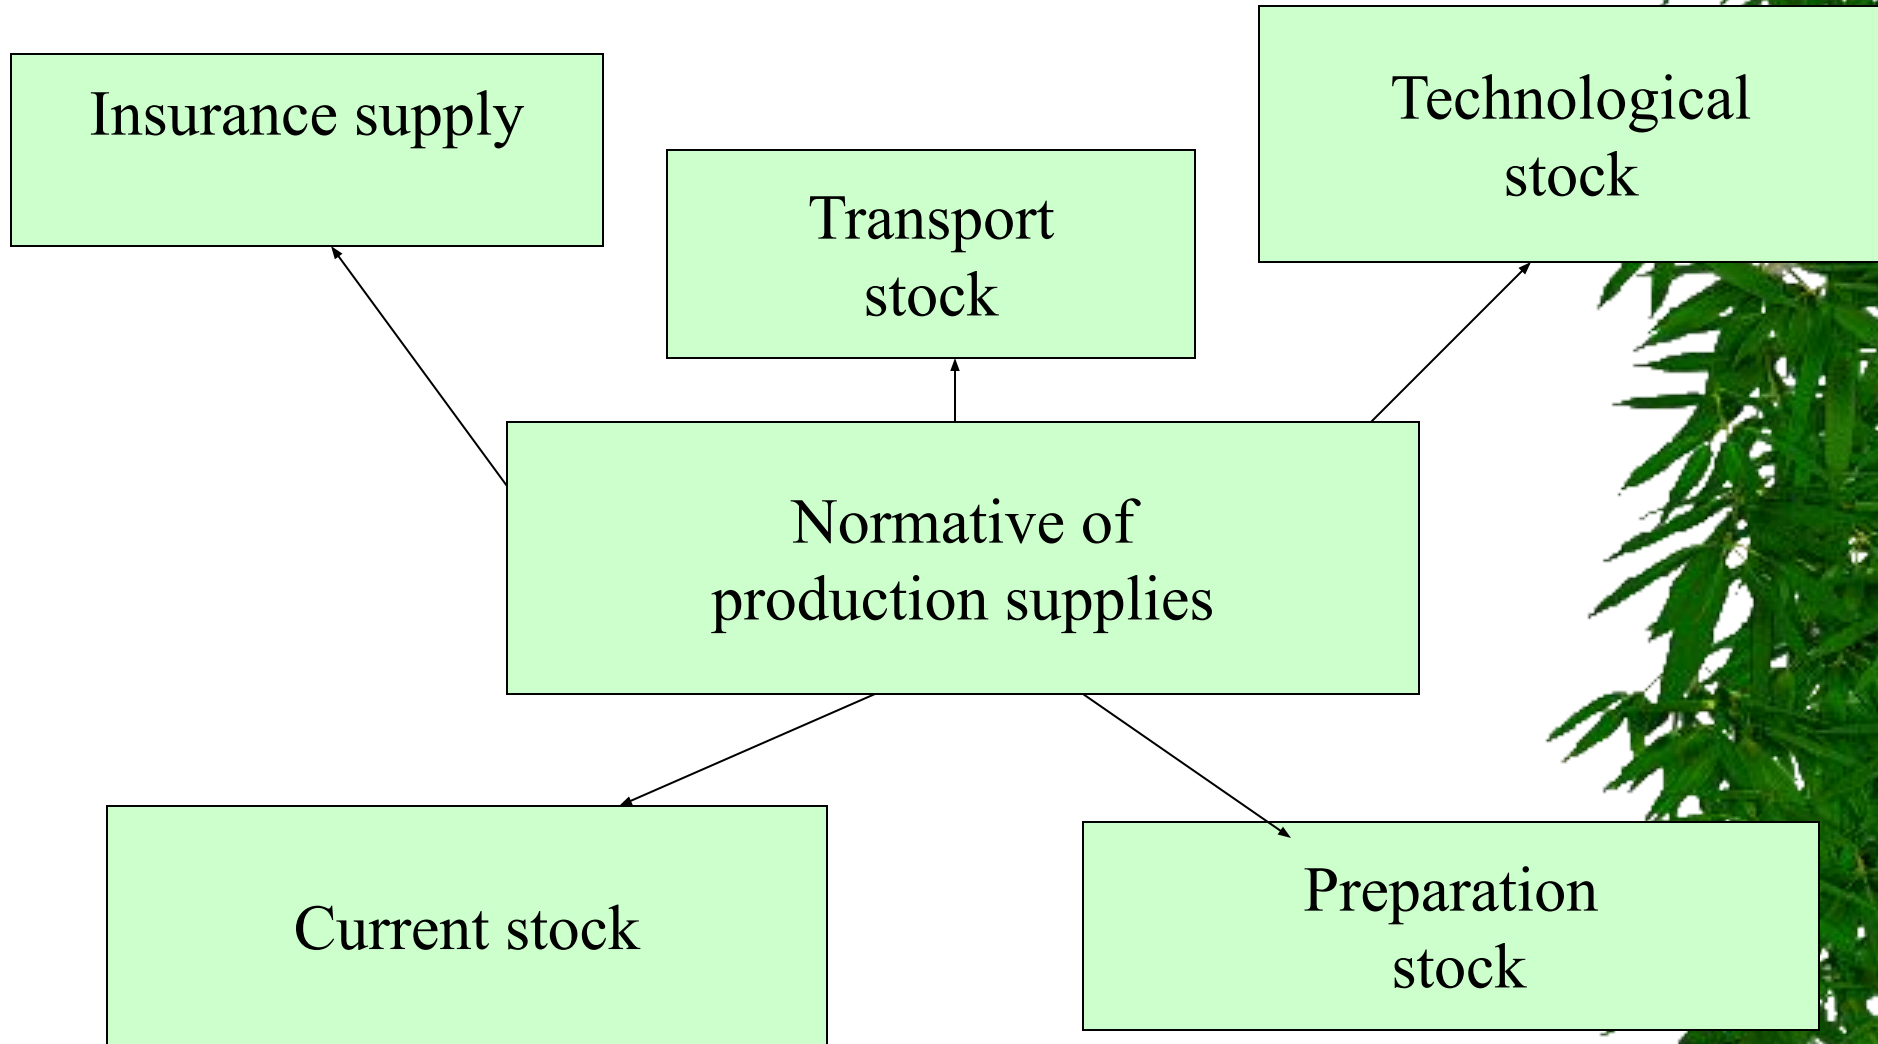 Insurance supply
Transport
stock
Technological
stock
Normative of
production supplies
Current stock
Preparation
stock